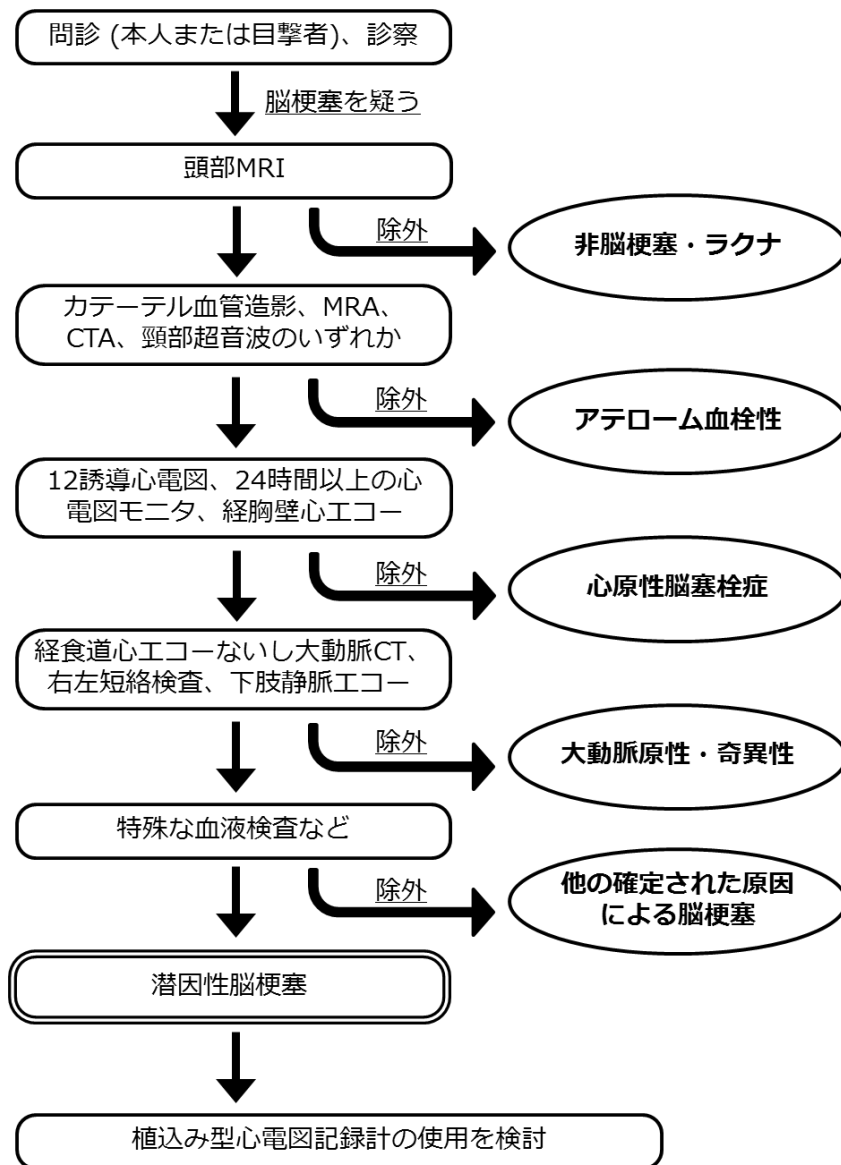 問診 (本人または目撃者)、診察
脳梗塞を疑う
頭部MRI
除外
非脳梗塞・ラクナ
カテーテル血管造影、MRA、
CTA、頸部超音波のいずれか
除外
アテローム血栓性
12誘導心電図、24時間以上の心
電図モニタ、経胸壁心エコー
除外
心原性脳塞栓症
経食道心エコーないし大動脈CT、
右左短絡検査、下肢静脈エコー
除外
大動脈原性・奇異性
特殊な血液検査など
除外
他の確定された原因
による脳梗塞
潜因性脳梗塞
植込み型心電図記録計の使用を検討